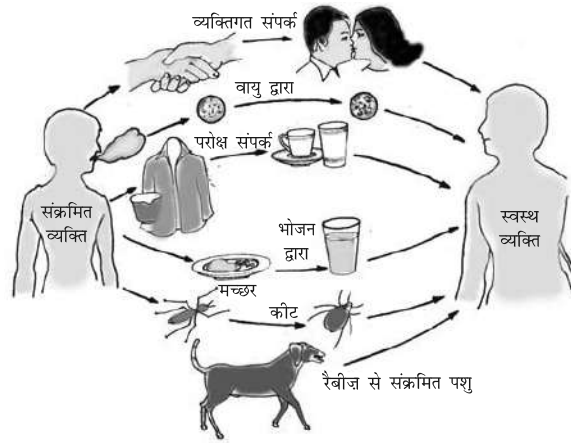 व्यक्तिगत संपर्क
वायु द्वारा
परोक्ष संपर्क
संक्रमित
व्यक्ति
स्वस्थ
व्यक्ति
भोजन
द्वारा
मच्छर
कीट
रैबीज़ से संक्रमित पशु